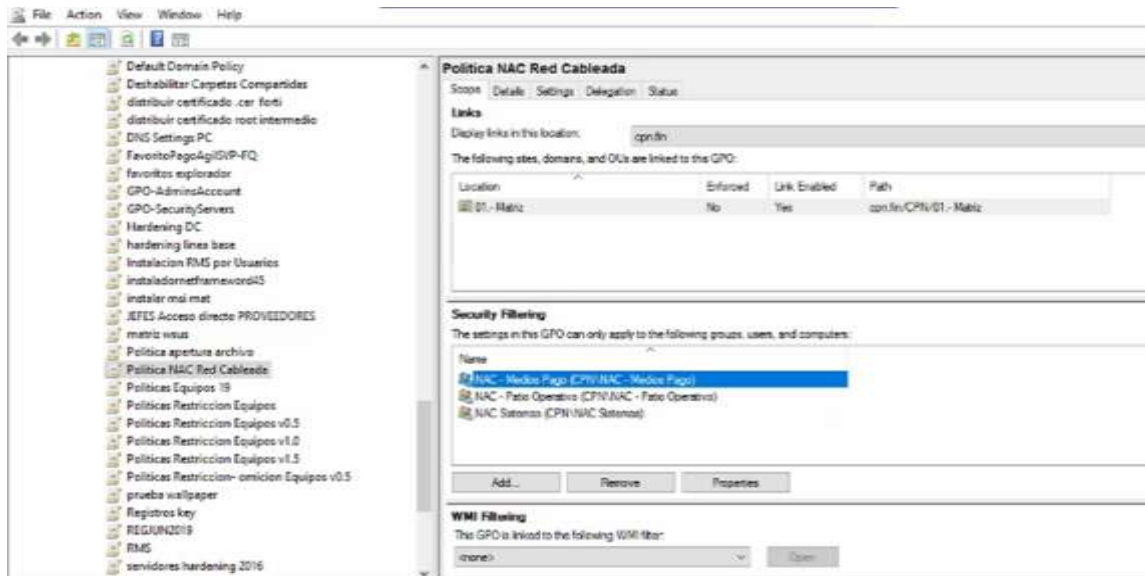 File Action View Window Help
Default Domain Policy
Deshabilitar Carpetas Compartidas
distribuir certificado .cer forti
distribuir certificado root intermedio
DNS Settings PC
FavoritoPagoAgilSVP-FQ
favoritos explorador
GPO-AdminsAccount
GPO-SecurityServers
Hardening DC
hardening linea base
Instalacion RMS por Usuarios
instaladornetframeword45
instalar msi mat
JEFES Acceso directo PROVEEDORES
matriz wsus
Politica apertura archivo
Politica NAC Red Cableada
Politicas Equipos 19
Politicas Restriccion Equipos
Politicas Restriccion Equipos v0.5
Politicas Restriccion Equipos v1.0
Politicas Restriccion Equipos v1.5
Politicas Restriccion- omicion Equipos v0.5
prueba wallpaper
Registros key
REGJUN2019
RMS
servidores hardening 2016
Politica NAC Red Cableada
Scope Details Settings Delegation Status
Links
Display links in this location: cpn.fin
The following sites, domains, and OUs are linked to this GPO:
Location Enforced Link Enabled Path
01.- Matriz No Yes cpn.fin/CPN/01.- Matriz
Security Filtering
The settings in this GPO can only apply to the following groups, users, and computers:
Name
NAC - Medios Pago (CPN\NAC - Medios Pago)
NAC - Patio Operativo (CPN\NAC - Patio Operativo)
NAC Sistemas (CPN\NAC Sistemas)
Add... Remove Properties
WMI Filtering
This GPO is linked to the following WMI filter:
<none> Open